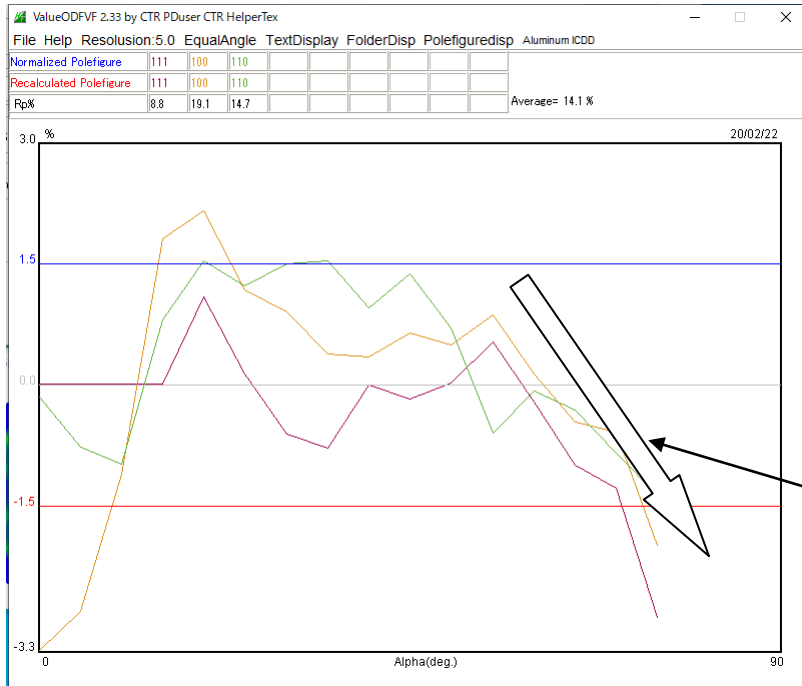 ValueODFVF 2.33 by CTR PDuser CTR HelperTex
File Help Resolusion:5.0 EqualAngle TextDisplay FolderDisp Polefiguredisp Aluminum ICDD
Normalized Polefigure 111 100 110
Recalculated Polefigure 111 100 110
Rp% 8.8 19.1 14.7 Average= 14.1 %
3.0 % 20/02/22
1.5
0.0
-1.5
-3.3
0 Alpha(deg.) 90